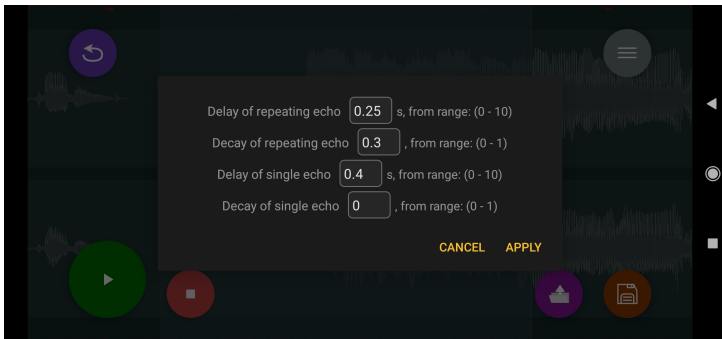 Delay of repeating echo 0.25 s, from range: (0 - 10)
Decay of repeating echo 0.3 , from range: (0 - 1)
Delay of single echo 0.4 s, from range: (0 - 10)
Decay of single echo 0 , from range: (0 - 1)
CANCEL APPLY